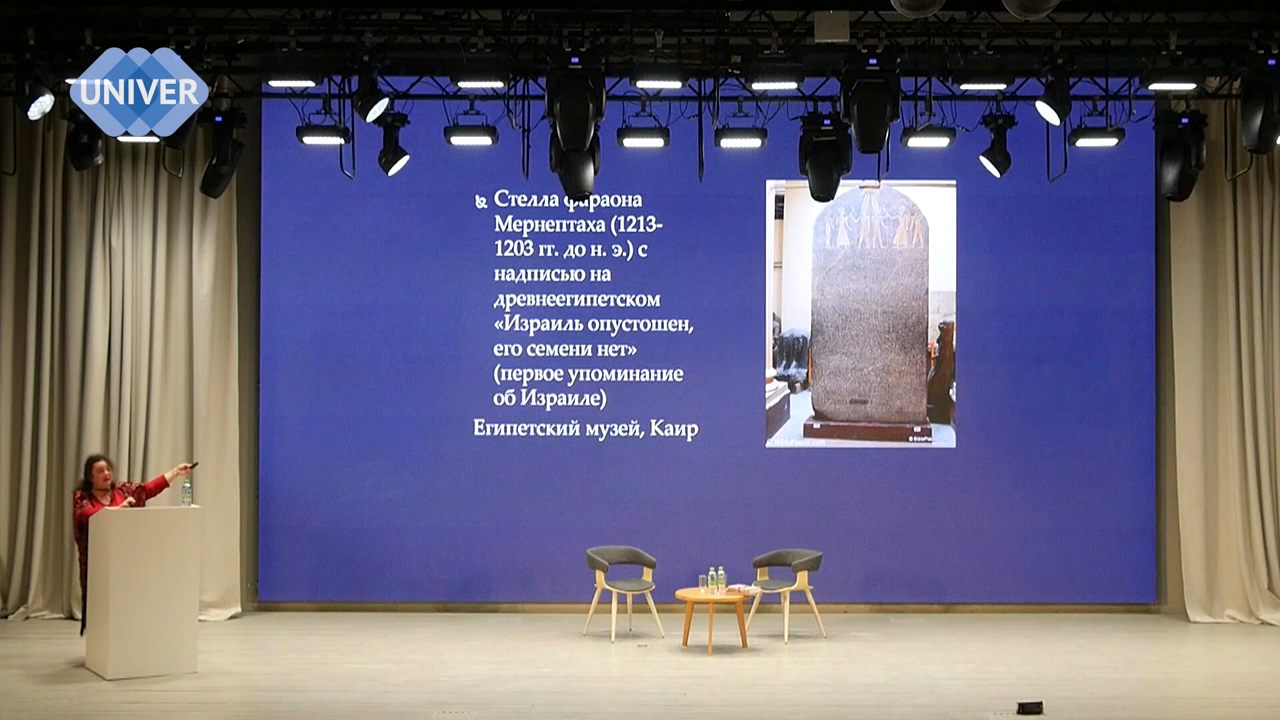 UNIVER
Стелла фараона
Мернептаха (1213-
1203 гг. до н. э.) с
надписью на
древнеегипетском
«Израиль опустошен,
его семени нет»
(первое упоминание
об Израиле)
Египетский музей, Каир